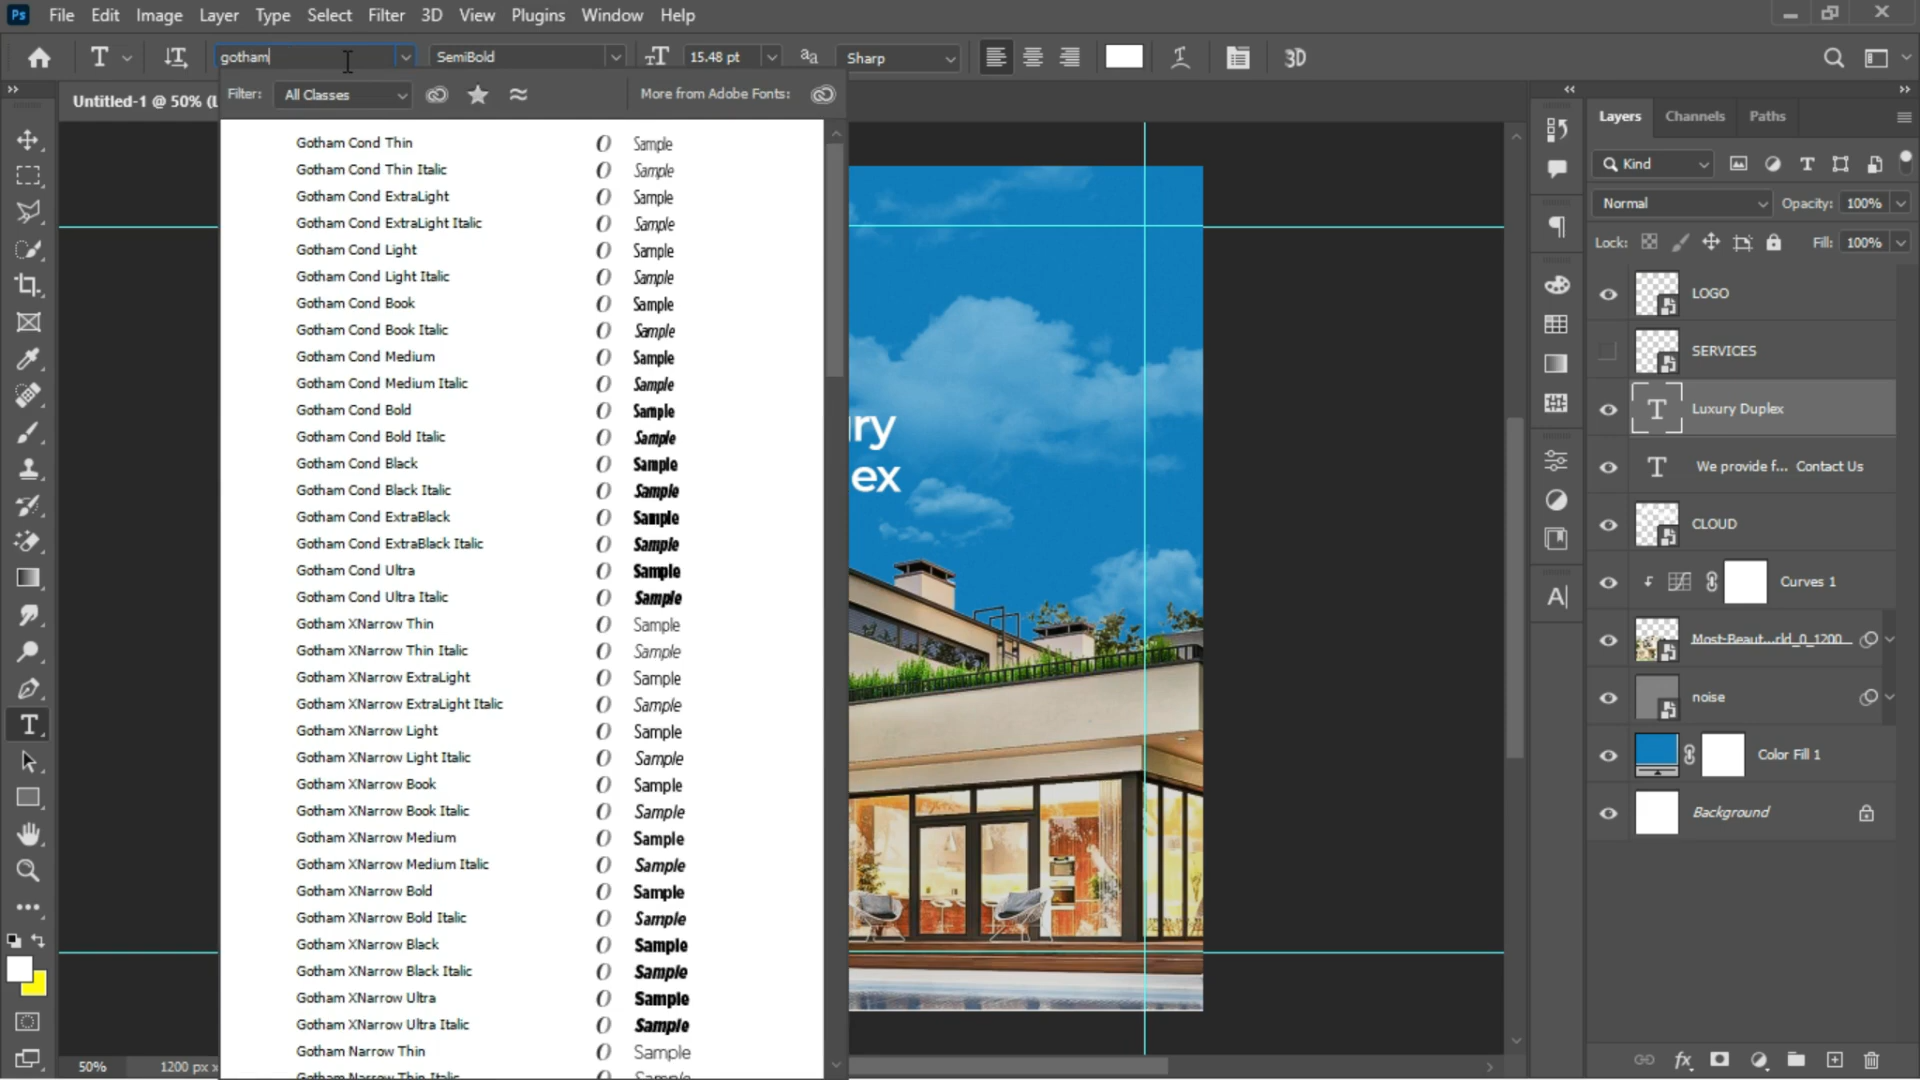 Ps File Edit Image Layer Type Select Filter 3D View Plugins Window Help
T gotham SemiBold 15.48 pt Sharp 3D
Filter: All Classes More from Adobe Fonts:
Untitled-1 @ 50% (L
Gotham Cond Thin Sample
Gotham Cond Thin Italic Sample
Gotham Cond ExtraLight Sample
Gotham Cond ExtraLight Italic Sample
Gotham Cond Light Sample
Gotham Cond Light Italic Sample
Gotham Cond Book Sample
Gotham Cond Book Italic Sample
Gotham Cond Medium Sample
Gotham Cond Medium Italic Sample
Gotham Cond Bold Sample
Gotham Cond Bold Italic Sample
Gotham Cond Black Sample
Gotham Cond Black Italic Sample
Gotham Cond ExtraBlack Sample
Gotham Cond ExtraBlack Italic Sample
Gotham Cond Ultra Sample
Gotham Cond Ultra Italic Sample
Gotham XNarrow Thin Sample
Gotham XNarrow Thin Italic Sample
Gotham XNarrow ExtraLight Sample
Gotham XNarrow ExtraLight Italic Sample
Gotham XNarrow Light Sample
Gotham XNarrow Light Italic Sample
Gotham XNarrow Book Sample
Gotham XNarrow Book Italic Sample
Gotham XNarrow Medium Sample
Gotham XNarrow Medium Italic Sample
Gotham XNarrow Bold Sample
Gotham XNarrow Bold Italic Sample
Gotham XNarrow Black Sample
Gotham XNarrow Black Italic Sample
Gotham XNarrow Ultra Sample
Gotham XNarrow Ultra Italic Sample
Gotham Narrow Thin Sample
Gotham Narrow Thin Italic Sample
ry
ex
50% 1200 px x
Layers Channels Paths
Kind
Normal Opacity: 100%
Lock: Fill: 100%
LOGO
SERVICES
Luxury Duplex
We provide f... Contact Us
CLOUD
Curves 1
Most-Beaut...rld_0_1200
noise
Color Fill 1
Background
fx